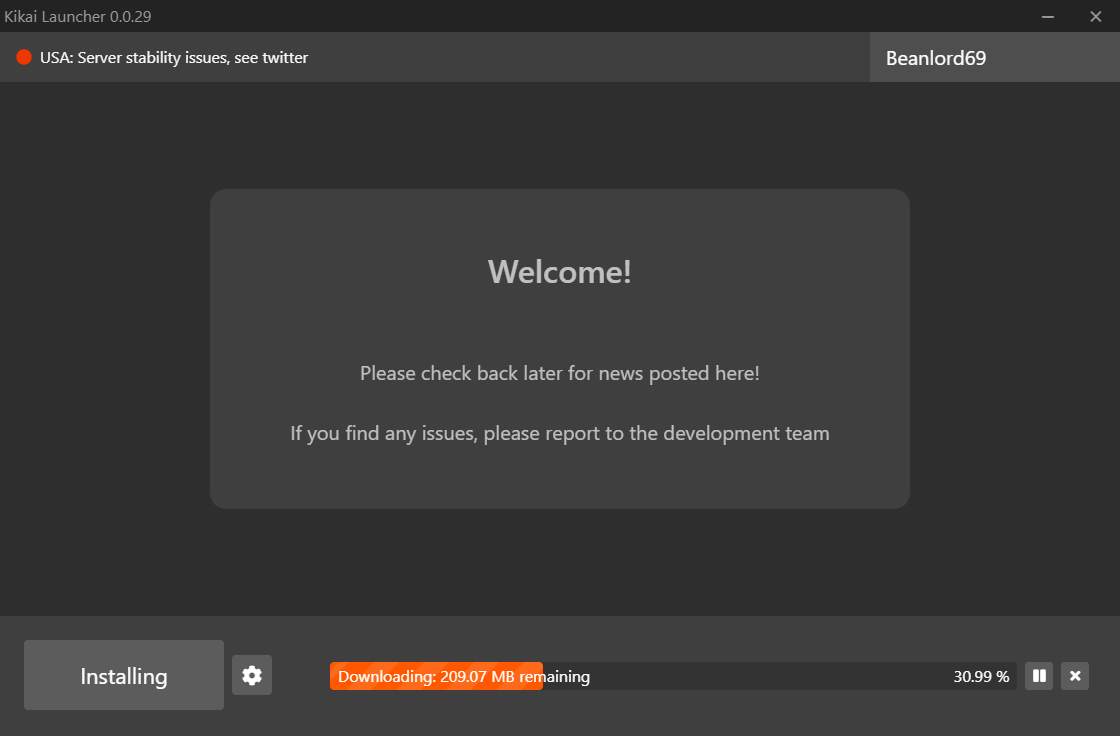 Kikai Launcher 0.0.29
USA: Server stability issues, see twitter
Beanlord69
Welcome!
Please check back later for news posted here!
If you find any issues, please report to the development team
Installing
Downloading: 209.07 MB remaining
30.99 %